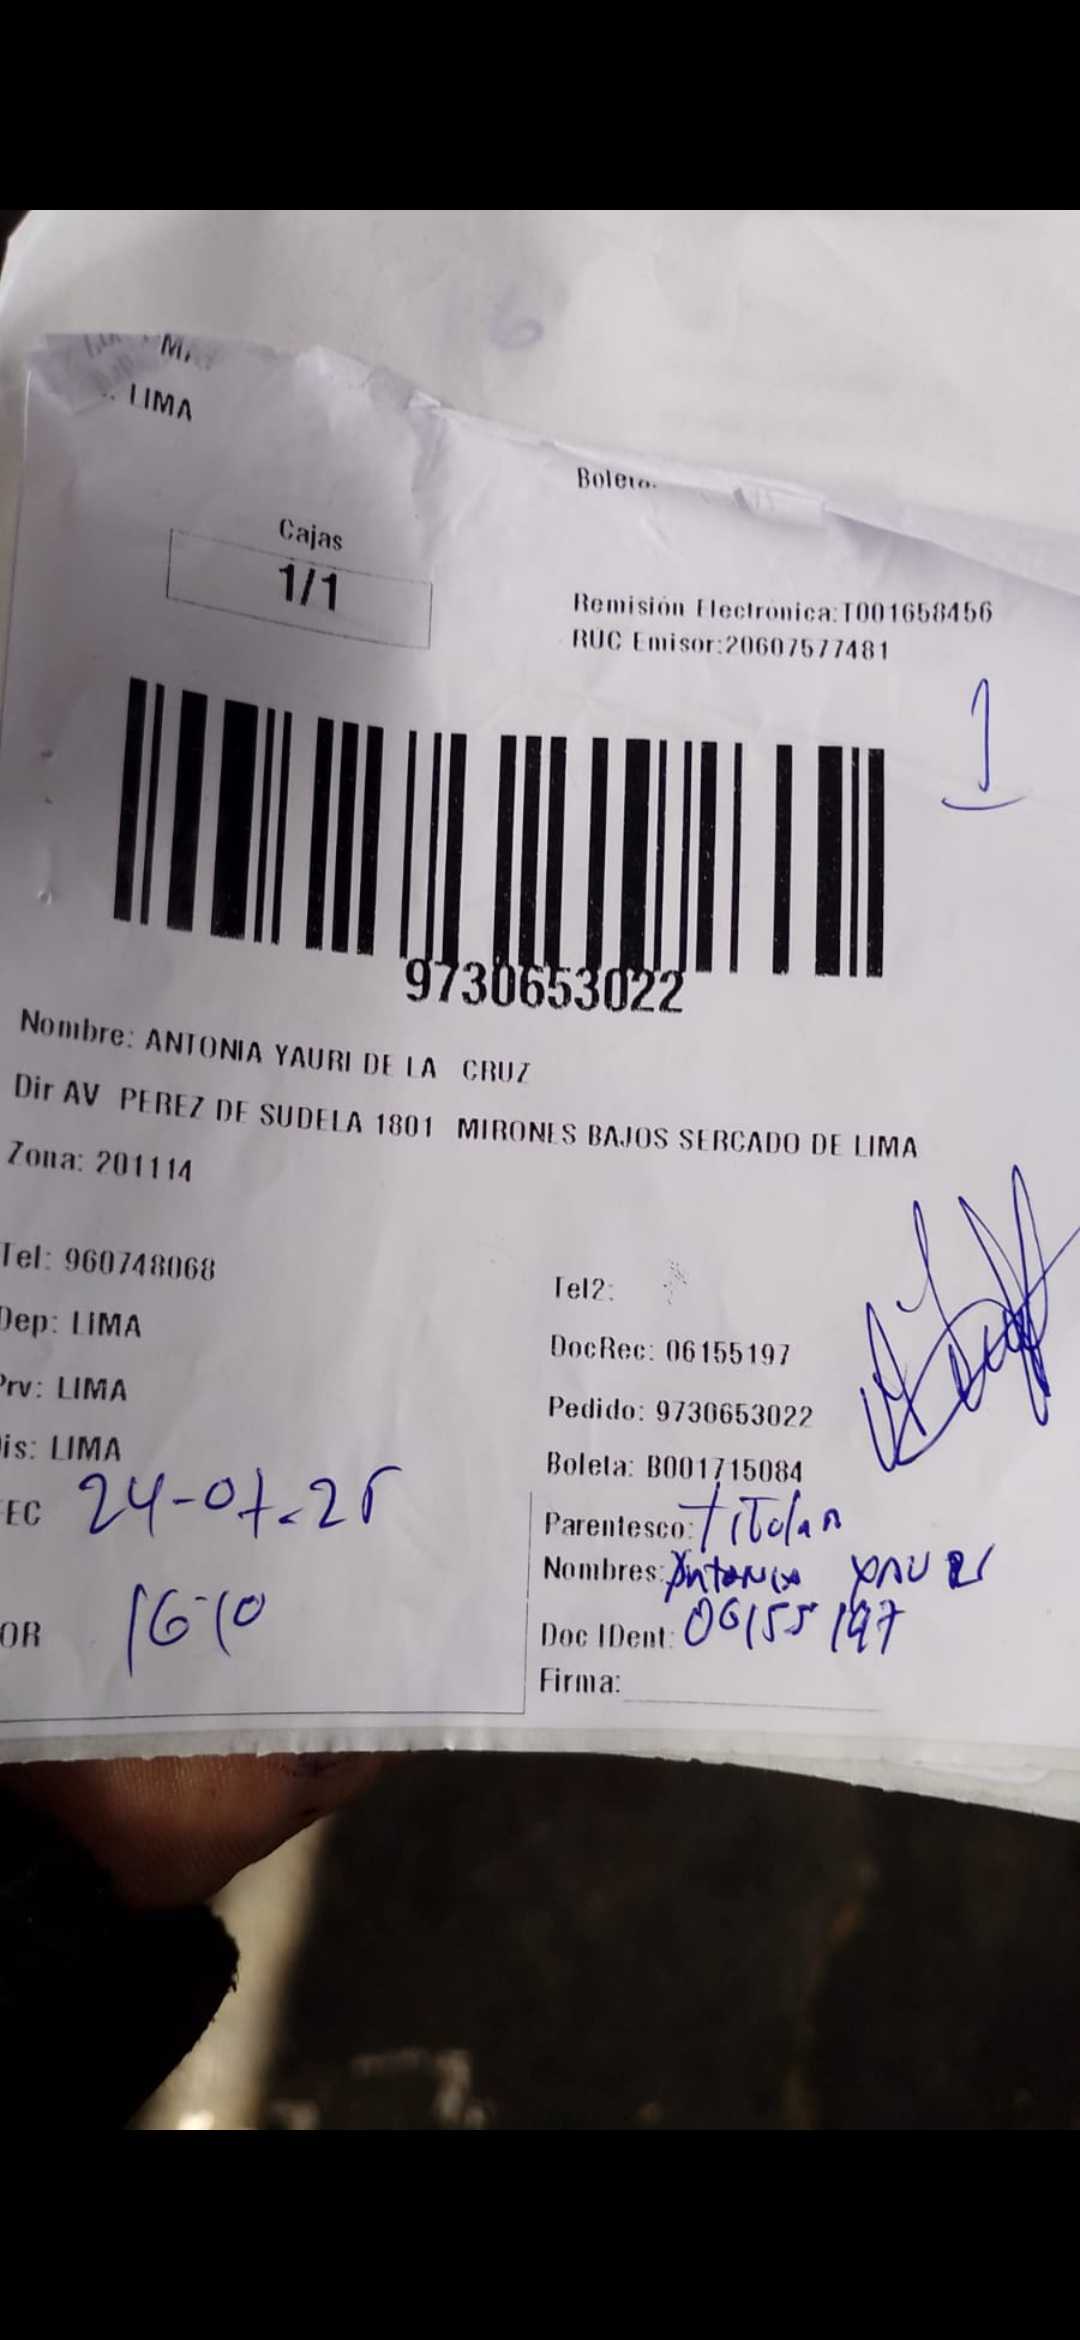 LIMA
Cajas
1/1
Remisión Electronica:T001658456
RUC Emisor:20607577481
1
9730653022
Nombre: ANTONIA YAURI DE LA CRUZ
Dir AV PEREZ DE SUDELA 1801 MIRONES BAJOS SERCADO DE LIMA
Zona: 201114
Tel: 960748068
Tel2:
Dep: LIMA
DocRec: 06155197
Prv: LIMA
Pedido: 9730653022
is: LIMA
Boleta: B001715084
EC 24-07-25
Parentesco: Titular
Nombres: Antonia Yauri
OR 16-10
Doc IDent: 06155197
Firma: